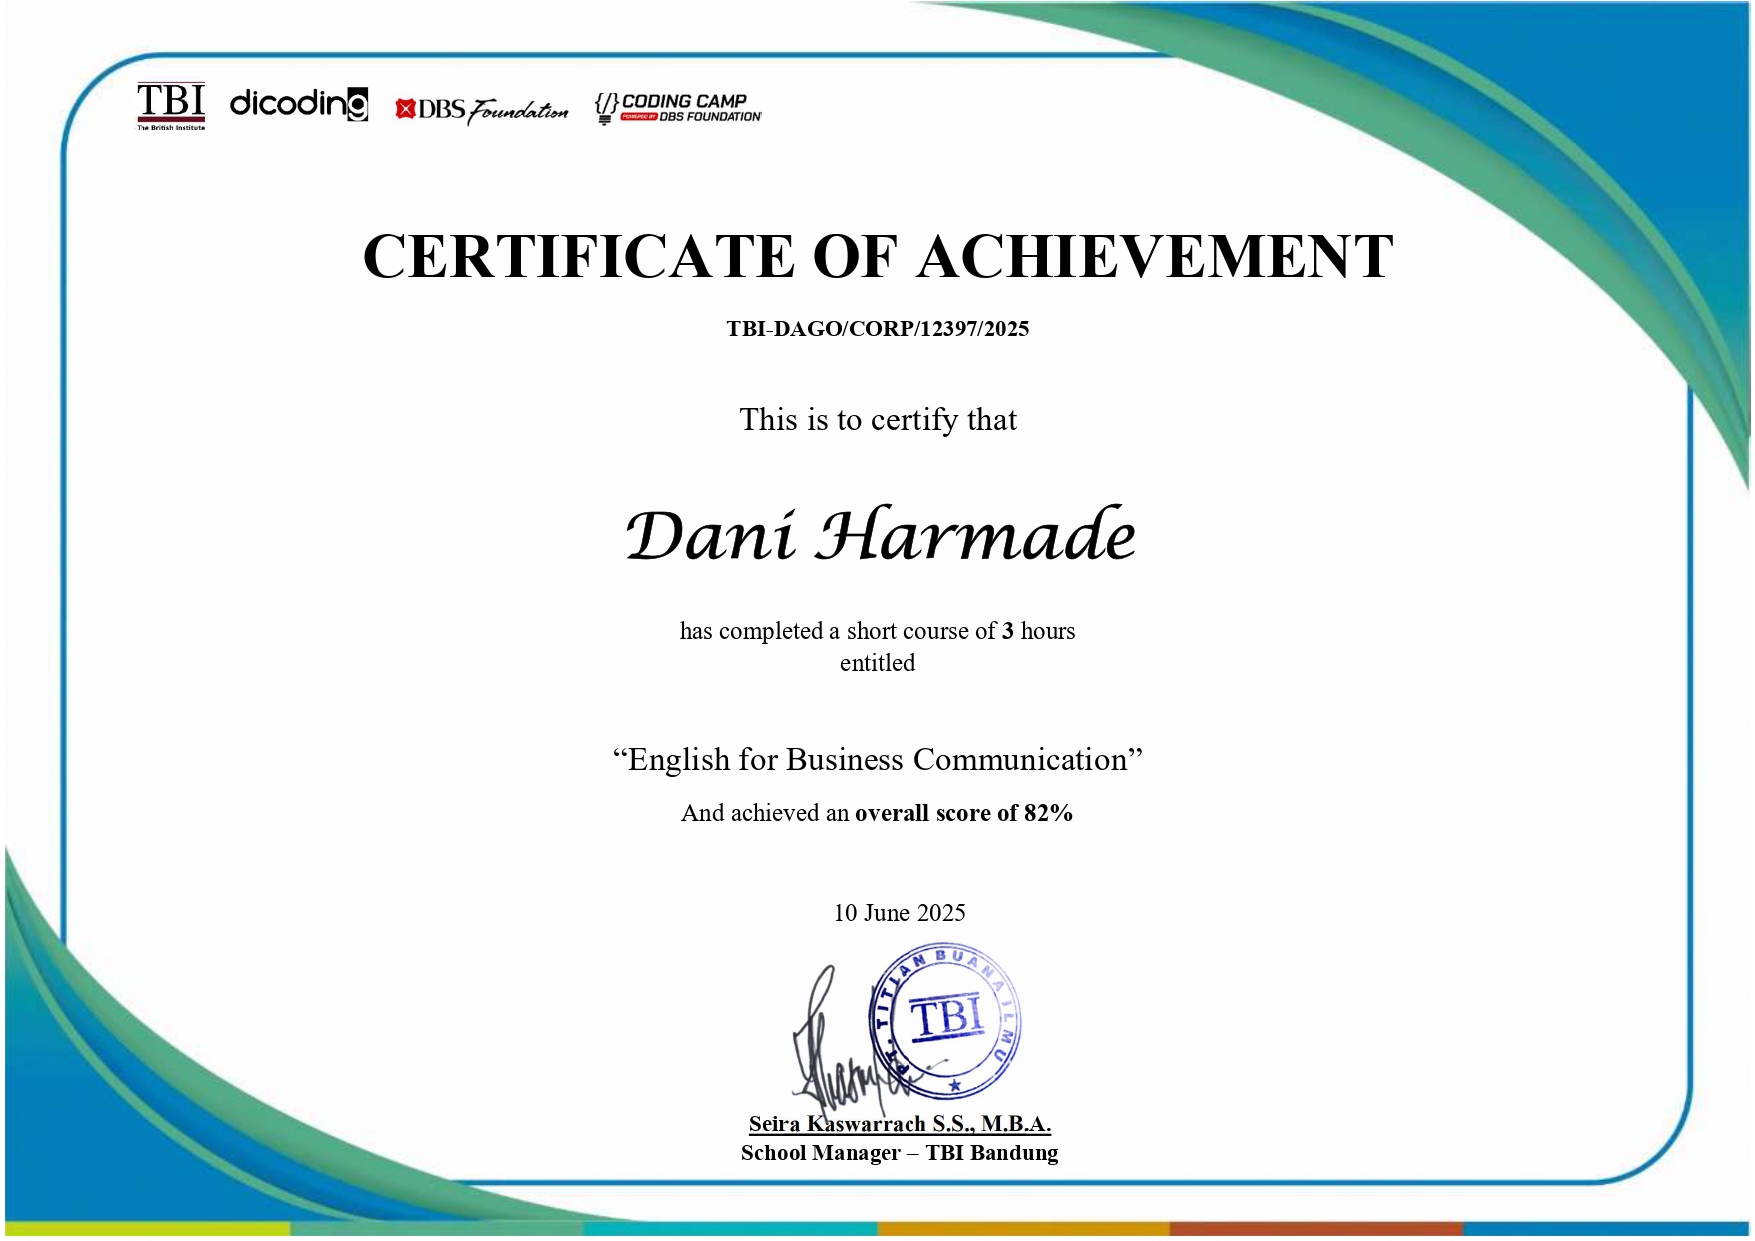 TBI
The British Institute
dicoding
DBS Foundation
{/} CODING CAMP
POWERED BY DBS FOUNDATION
CERTIFICATE OF ACHIEVEMENT
TBI-DAGO/CORP/12397/2025
This is to certify that
Dani Harmade
has completed a short course of 3 hours
entitled
“English for Business Communication”
And achieved an overall score of 82%
10 June 2025
PT. TITIAN BUANA ILMU
TBI
Seira Kaswarrach S.S., M.B.A.
School Manager – TBI Bandung